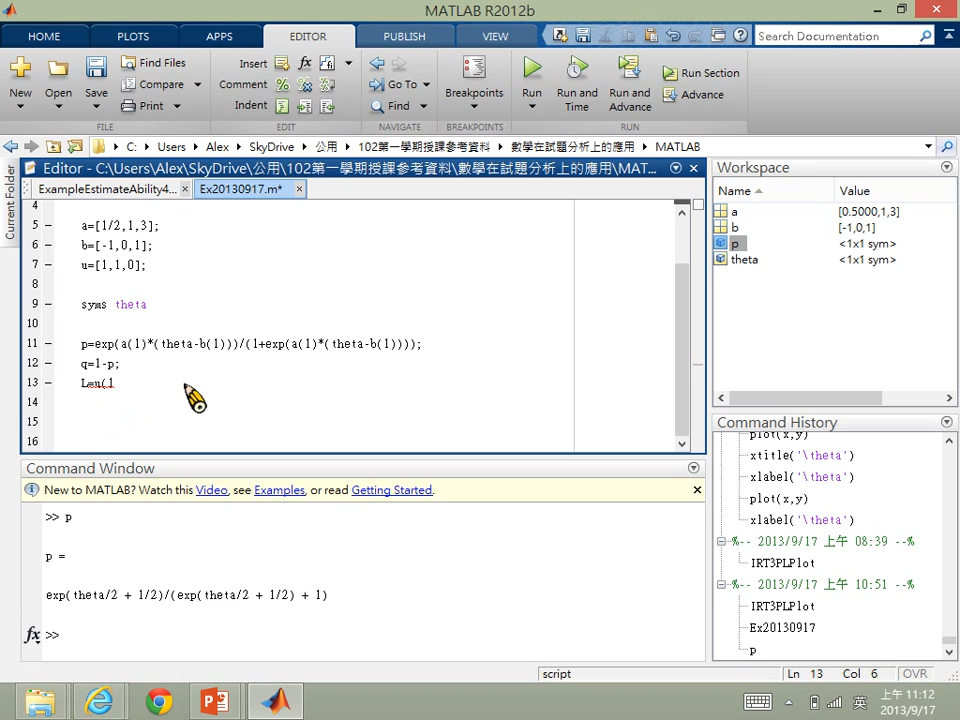 MATLAB R2012b
HOME PLOTS APPS EDITOR PUBLISH VIEW Search Documentation
New Open Save Find Files Compare Print
Insert fx Comment Indent
Go To Find
Breakpoints Run Run and Time Run and Advance Run Section Advance
FILE EDIT NAVIGATE BREAKPOINTS RUN
C: Users Alex SkyDrive 公用 102第一學期授課參考資料 數學在試題分析上的應用 MATLAB
Current Folder
Editor - C:\Users\Alex\SkyDrive\公用\102第一學期授課參考資料\數學在試題分析上的應用\MAT...
ExampleEstimateAbility4... Ex20130917.m*
4
5 a=[1/2,1,3];
6 b=[-1,0,1];
7 u=[1,1,0];
8
9 syms theta
10
11 p=exp(a(1)*(theta-b(1)))/(1+exp(a(1)*(theta-b(1))));
12 q=1-p;
13 L=u(1
14
15
16
Workspace
Name Value
a [0.5000,1,3]
b [-1,0,1]
p <1x1 sym>
theta <1x1 sym>
Command Window
New to MATLAB? Watch this Video, see Examples, or read Getting Started.
>> p
p =
exp(theta/2 + 1/2)/(exp(theta/2 + 1/2) + 1)
fx >>
Command History
plot(x,y)
xtitle('\theta')
xlabel('\theta')
plot(x,y)
xlabel('\theta')
%-- 2013/9/17 上午 08:39 --%
IRT3PLPlot
%-- 2013/9/17 上午 10:51 --%
IRT3PLPlot
Ex20130917
p
script Ln 13 Col 6 OVR
英 上午 11:12
2013/9/17